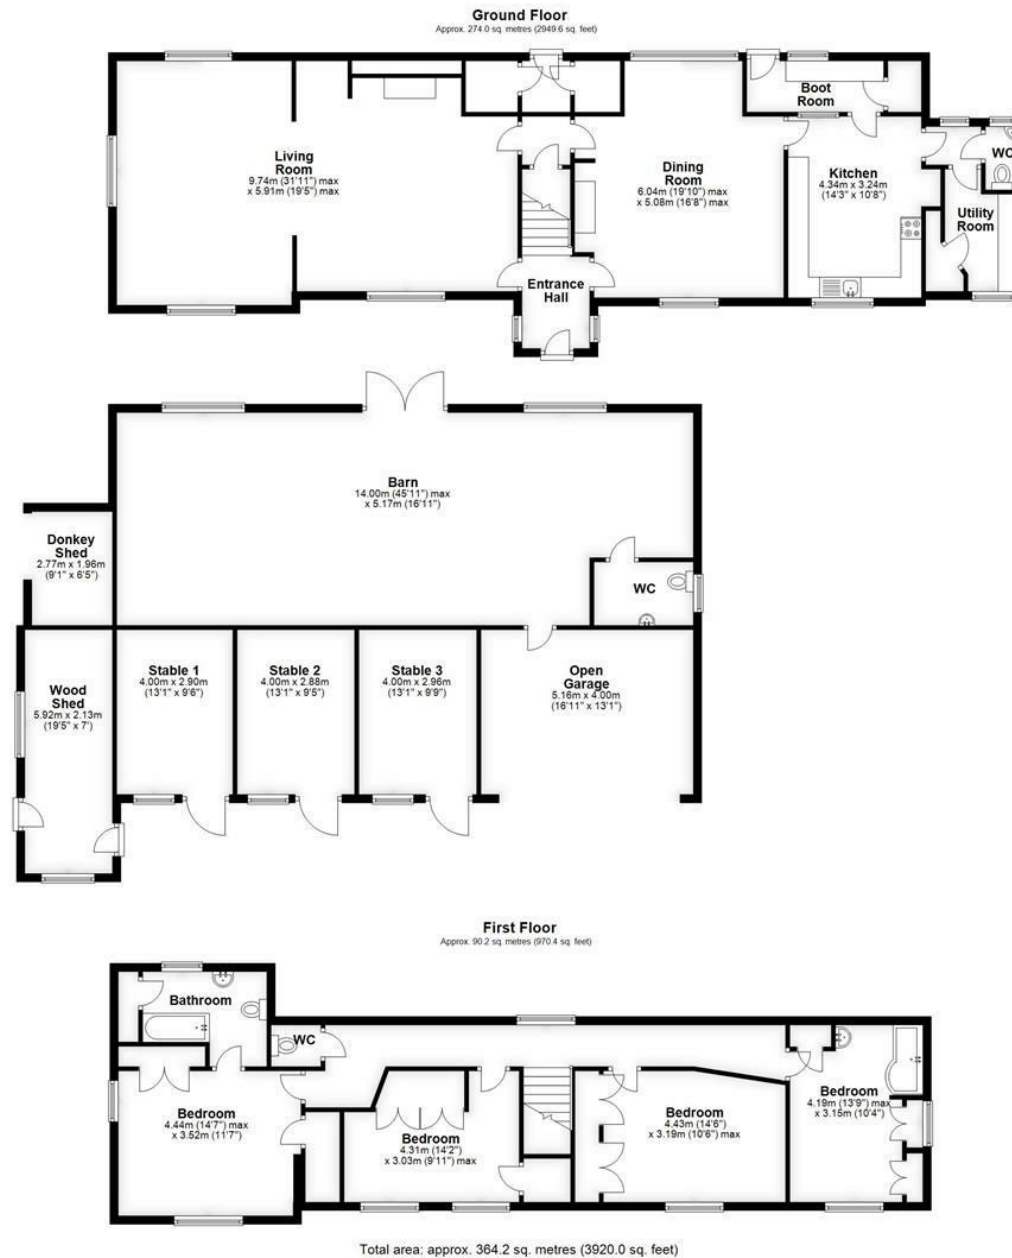 Ground Floor
Approx. 274.0 sq. metres (2949.6 sq. feet)
Living
Room
9.74m (31'11") max
x 5.91m (19'5") max
Dining
Room
6.04m (19'10") max
x 5.08m (16'8") max
Boot
Room
Kitchen
4.34m x 3.24m
(14'3" x 10'8")
WC
Utility
Room
Entrance
Hall
Barn
14.00m (45'11") max
x 5.17m (16'11")
Donkey
Shed
2.77m x 1.96m
(9'1" x 6'5")
WC
Wood
Shed
5.92m x 2.13m
(19'5" x 7')
Stable 1
4.00m x 2.90m
(13'1" x 9'6")
Stable 2
4.00m x 2.88m
(13'1" x 9'5")
Stable 3
4.00m x 2.96m
(13'1" x 9'9")
Open
Garage
5.16m x 4.00m
(16'11" x 13'1")
First Floor
Approx. 90.2 sq. metres (970.4 sq. feet)
Bathroom
WC
Bedroom
4.44m (14'7") max
x 3.52m (11'7")
Bedroom
4.31m (14'2")
x 3.03m (9'11") max
Bedroom
4.43m (14'6")
x 3.19m (10'6") max
Bedroom
4.19m (13'9") max
x 3.15m (10'4")
Total area: approx. 364.2 sq. metres (3920.0 sq. feet)